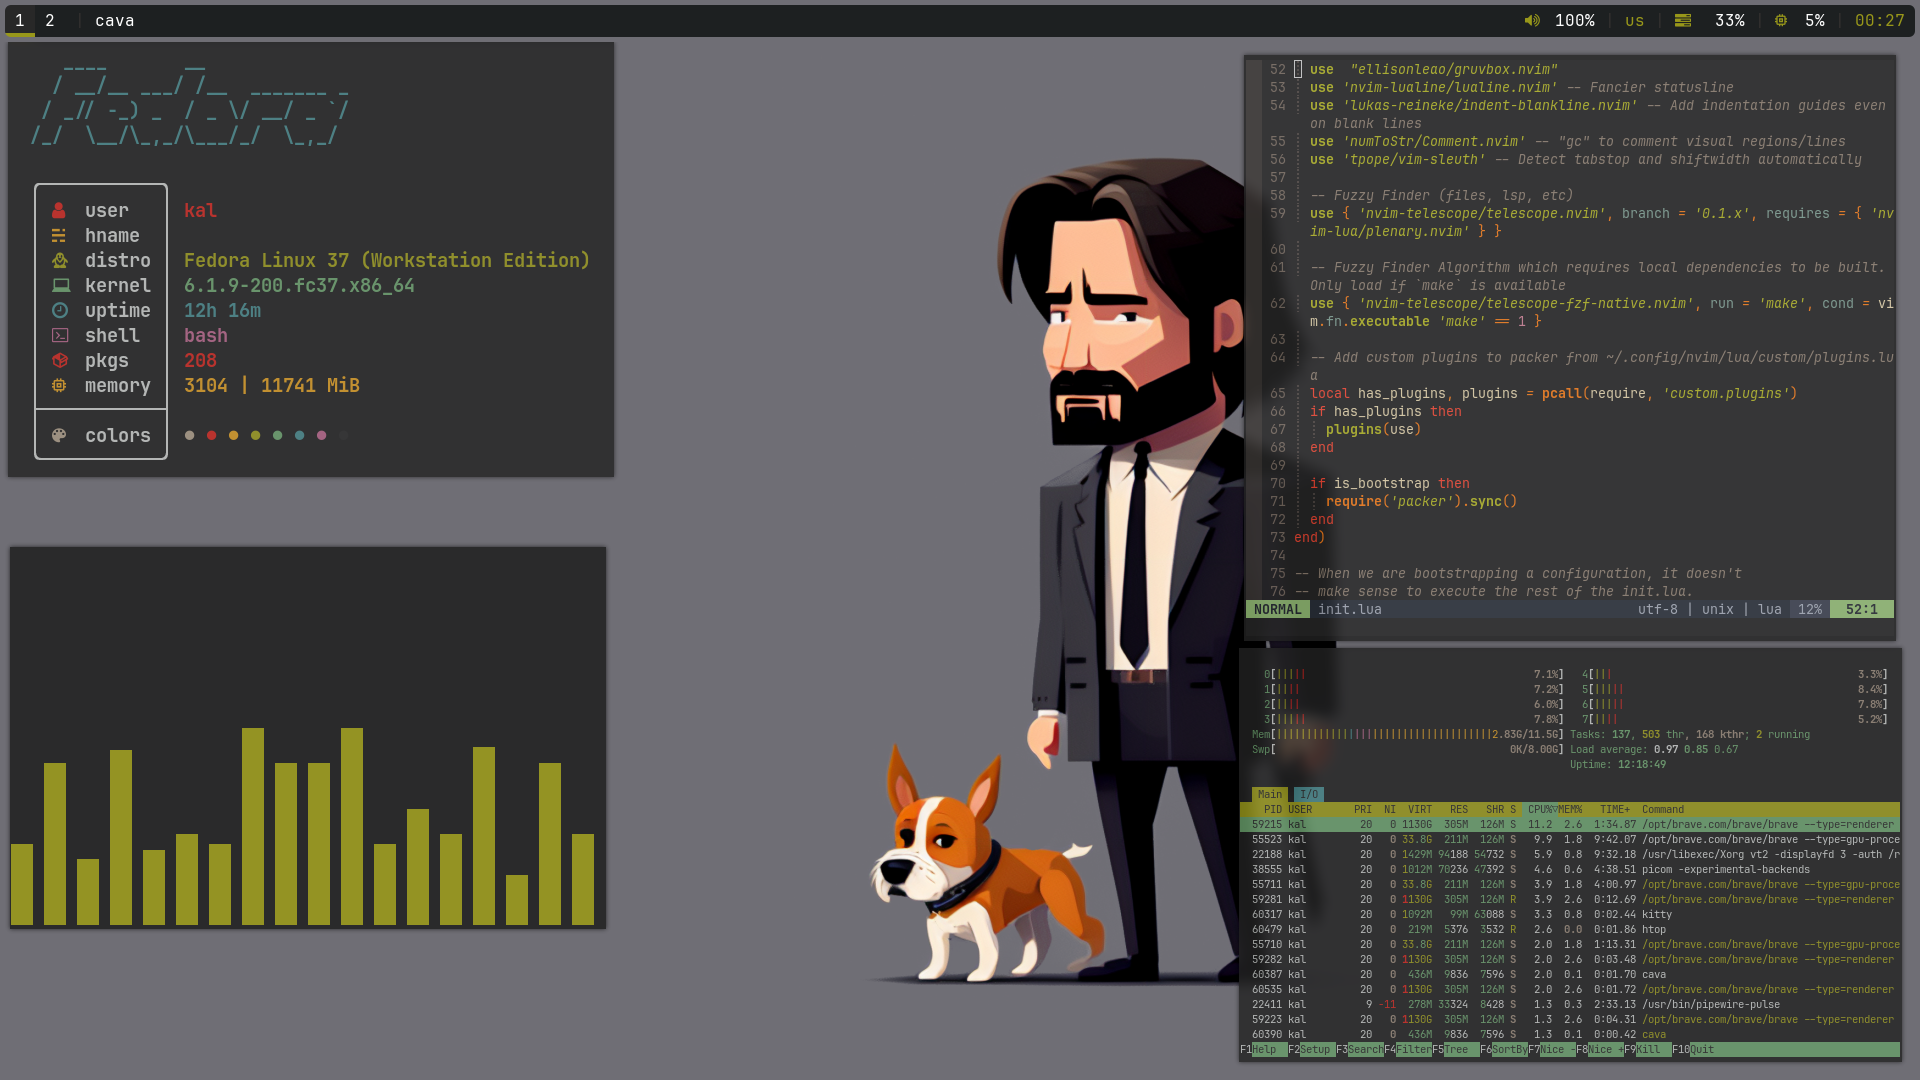 1 2 cava
100% us 33% 5% 00:27
Fedora
user kal
hname
distro Fedora Linux 37 (Workstation Edition)
kernel 6.1.9-200.fc37.x86_64
uptime 12h 16m
shell bash
pkgs 208
memory 3104 | 11741 MiB
colors
52 use "ellisonleao/gruvbox.nvim"
53 use 'nvim-lualine/lualine.nvim' -- Fancier statusline
54 use 'lukas-reineke/indent-blankline.nvim' -- Add indentation guides even
on blank lines
55 use 'numToStr/Comment.nvim' -- "gc" to comment visual regions/lines
56 use 'tpope/vim-sleuth' -- Detect tabstop and shiftwidth automatically
57
58 -- Fuzzy Finder (files, lsp, etc)
59 use { 'nvim-telescope/telescope.nvim', branch = '0.1.x', requires = { 'nv
im-lua/plenary.nvim' } }
60
61 -- Fuzzy Finder Algorithm which requires local dependencies to be built.
Only load if `make` is available
62 use { 'nvim-telescope/telescope-fzf-native.nvim', run = 'make', cond = vi
m.fn.executable 'make' == 1 }
63
64 -- Add custom plugins to packer from ~/.config/nvim/lua/custom/plugins.lu
a
65 local has_plugins, plugins = pcall(require, 'custom.plugins')
66 if has_plugins then
67 plugins(use)
68 end
69
70 if is_bootstrap then
71 require('packer').sync()
72 end
73 end)
74
75 -- When we are bootstrapping a configuration, it doesn't
76 -- make sense to execute the rest of the init.lua.
NORMAL init.lua utf-8 | unix | lua 12% 52:1
0[||||| 7.1%] 4[||| 3.3%]
1[|||| 7.2%] 5[||||| 8.4%]
2[|||| 6.0%] 6[||||| 7.8%]
3[||||| 7.8%] 7[|||| 5.2%]
Mem[||||||||||||||||||||||||||||||||||||2.83G/11.5G] Tasks: 137, 503 thr, 168 kthr; 2 running
Swp[ 0K/8.00G] Load average: 0.97 0.85 0.67
Uptime: 12:18:49
Main I/O
PID USER PRI NI VIRT RES SHR S CPU%▽MEM% TIME+ Command
59215 kal 20 0 1130G 305M 126M S 11.2 2.6 1:34.87 /opt/brave.com/brave/brave --type=renderer
55523 kal 20 0 33.8G 211M 126M S 9.9 1.8 9:42.07 /opt/brave.com/brave/brave --type=gpu-proce
22188 kal 20 0 1429M 94188 54732 S 5.9 0.8 9:32.18 /usr/libexec/Xorg vt2 -displayfd 3 -auth /r
38555 kal 20 0 1012M 70236 47392 S 4.6 0.6 4:38.51 picom -experimental-backends
55711 kal 20 0 33.8G 211M 126M S 3.9 1.8 4:00.97 /opt/brave.com/brave/brave --type=gpu-proce
59281 kal 20 0 1130G 305M 126M R 3.9 2.6 0:12.69 /opt/brave.com/brave/brave --type=renderer
60317 kal 20 0 1092M 99M 63088 S 3.3 0.8 0:02.44 kitty
60479 kal 20 0 219M 5376 3532 R 2.6 0.0 0:01.86 htop
55710 kal 20 0 33.8G 211M 126M S 2.0 1.8 1:13.31 /opt/brave.com/brave/brave --type=gpu-proce
59282 kal 20 0 1130G 305M 126M S 2.0 2.6 0:03.48 /opt/brave.com/brave/brave --type=renderer
60387 kal 20 0 436M 9836 7596 S 2.0 0.1 0:01.70 cava
60535 kal 20 0 1130G 305M 126M S 2.0 2.6 0:01.72 /opt/brave.com/brave/brave --type=renderer
22411 kal 9 -11 278M 33324 8428 S 1.3 0.3 2:33.13 /usr/bin/pipewire-pulse
59223 kal 20 0 1130G 305M 126M S 1.3 2.6 0:04.31 /opt/brave.com/brave/brave --type=renderer
60390 kal 20 0 436M 9836 7596 S 1.3 0.1 0:00.42 cava
F1Help F2Setup F3SearchF4FilterF5Tree F6SortByF7Nice -F8Nice +F9Kill F10Quit